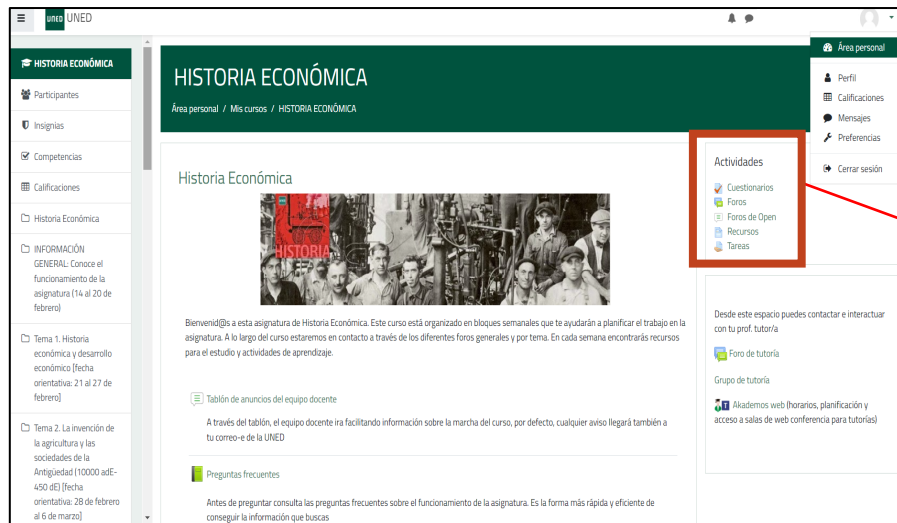 UNED UNED
HISTORIA ECONÓMICA
Participantes
Insignias
Competencias
Calificaciones
Historia Económica
INFORMACIÓN
GENERAL: Conoce el
funcionamiento de la
asignatura (14 al 20 de
febrero)
Tema 1. Historia
económica y desarrollo
económico [fecha
orientativa: 21 al 27 de
febrero]
Tema 2. La invención de
la agricultura y las
sociedades de la
Antigüedad (10000 adE-
450 dE) [fecha
orientativa: 28 de febrero
al 6 de marzo]
HISTORIA ECONÓMICA
Área personal / Mis cursos / HISTORIA ECONÓMICA
Historia Económica
HISTORIA
Bienvenid@s a esta asignatura de Historia Económica. Este curso está organizado en bloques semanales que te ayudarán a planificar el trabajo en la
asignatura. A lo largo del curso estaremos en contacto a través de los diferentes foros generales y por tema. En cada semana encontrarás recursos
para el estudio y actividades de aprendizaje.
Tablón de anuncios del equipo docente
A través del tablón, el equipo docente ira facilitando información sobre la marcha del curso, por defecto, cualquier aviso llegará también a
tu correo-e de la UNED
Preguntas frecuentes
Antes de preguntar consulta las preguntas frecuentes sobre el funcionamiento de la asignatura. Es la forma más rápida y eficiente de
conseguir la información que buscas
Área personal
Perfil
Calificaciones
Mensajes
Preferencias
Cerrar sesión
Actividades
Cuestionarios
Foros
Foros de Open
Recursos
Tareas
Desde este espacio puedes contactar e interactuar
con tu prof. tutor/a
Foro de tutoría
Grupo de tutoría
Akademos web (horarios, planificación y
acceso a salas de web conferencia para tutorías)